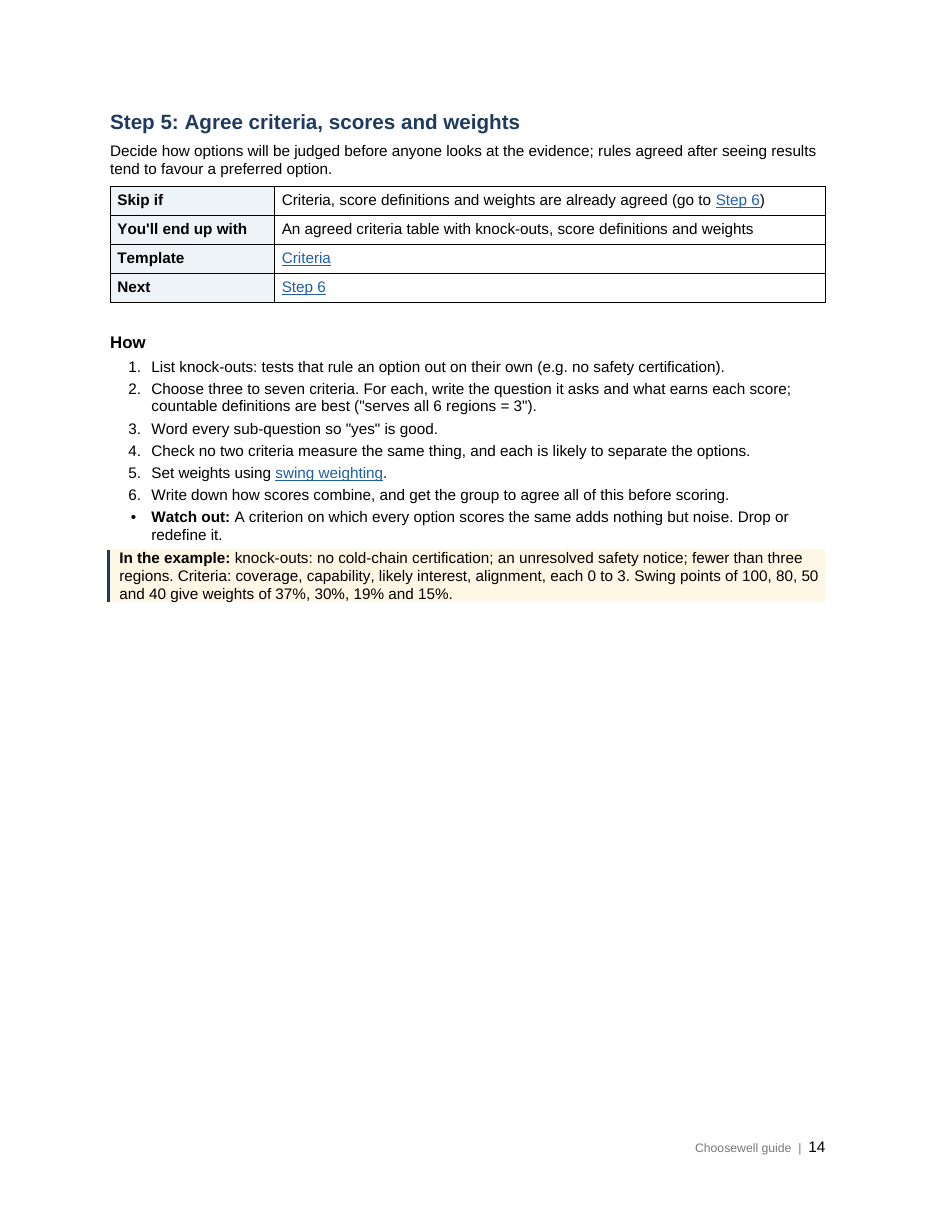 Step 5: Agree criteria, scores and weights
Decide how options will be judged before anyone looks at the evidence; rules agreed after seeing results
tend to favour a preferred option.
Skip if Criteria, score definitions and weights are already agreed (go to Step 6)
You'll end up with An agreed criteria table with knock-outs, score definitions and weights
Template Criteria
Next Step 6
How
1. List knock-outs: tests that rule an option out on their own (e.g. no safety certification).
2. Choose three to seven criteria. For each, write the question it asks and what earns each score;
countable definitions are best ("serves all 6 regions = 3").
3. Word every sub-question so "yes" is good.
4. Check no two criteria measure the same thing, and each is likely to separate the options.
5. Set weights using swing weighting.
6. Write down how scores combine, and get the group to agree all of this before scoring.
• Watch out: A criterion on which every option scores the same adds nothing but noise. Drop or
redefine it.
In the example: knock-outs: no cold-chain certification; an unresolved safety notice; fewer than three
regions. Criteria: coverage, capability, likely interest, alignment, each 0 to 3. Swing points of 100, 80, 50
and 40 give weights of 37%, 30%, 19% and 15%.
Choosewell guide | 14